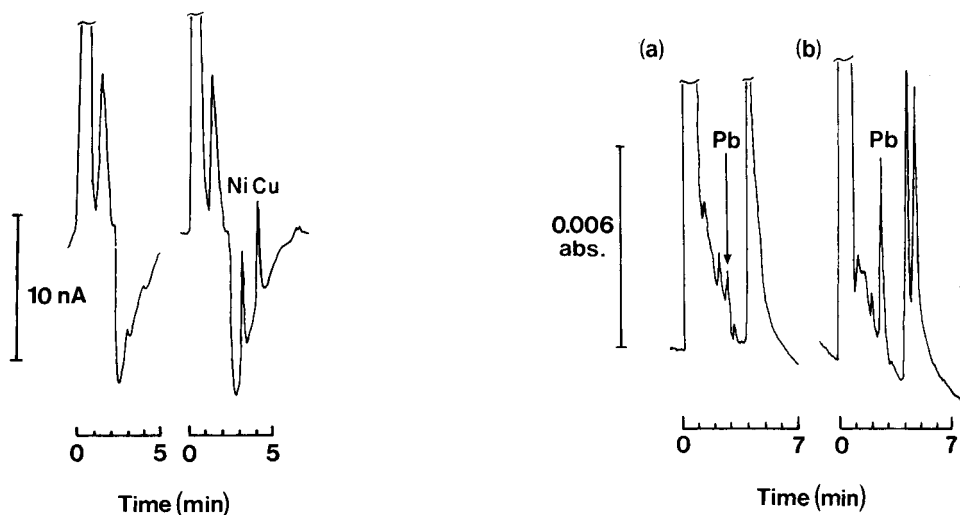 Ni Cu
10 nA
0 5 0 5
Time (min)
(a) (b)
Pb Pb
0.006
abs.
0 7 0 7
Time (min)